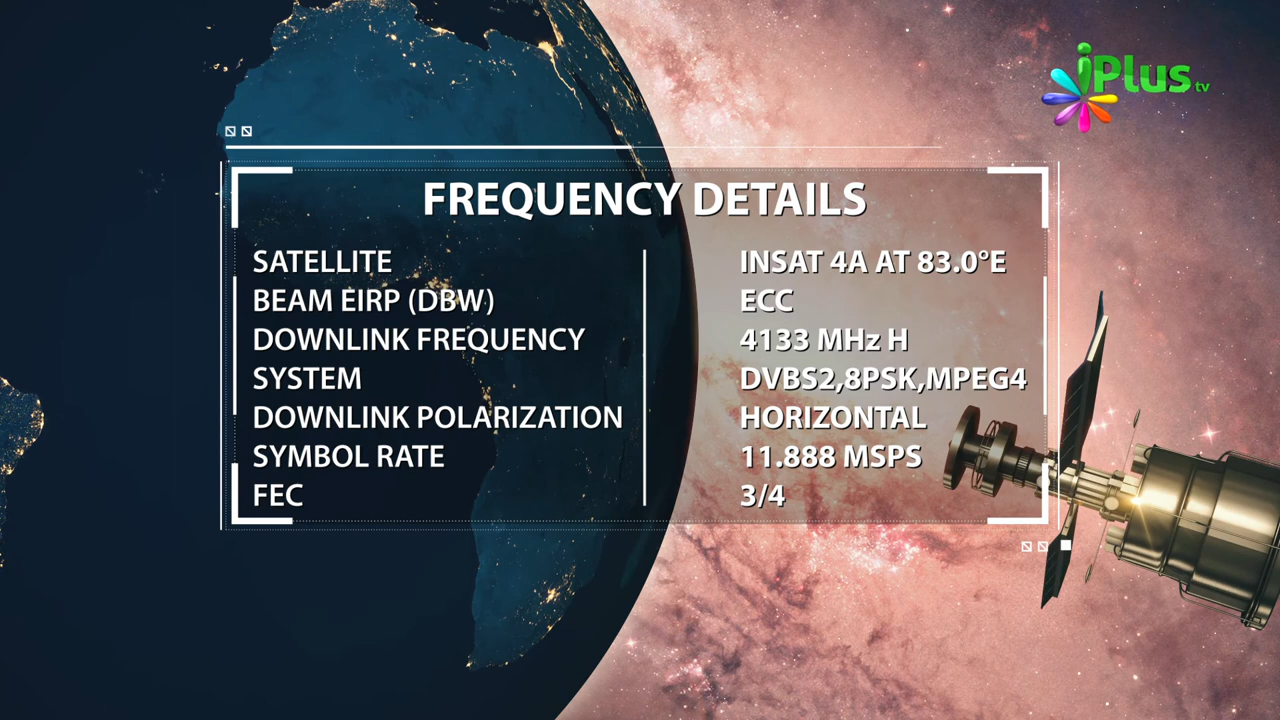 iPlus tv
FREQUENCY DETAILS
SATELLITE INSAT 4A AT 83.0°E
BEAM EIRP (DBW) ECC
DOWNLINK FREQUENCY 4133 MHz H
SYSTEM DVBS2,8PSK,MPEG4
DOWNLINK POLARIZATION HORIZONTAL
SYMBOL RATE 11.888 MSPS
FEC 3/4